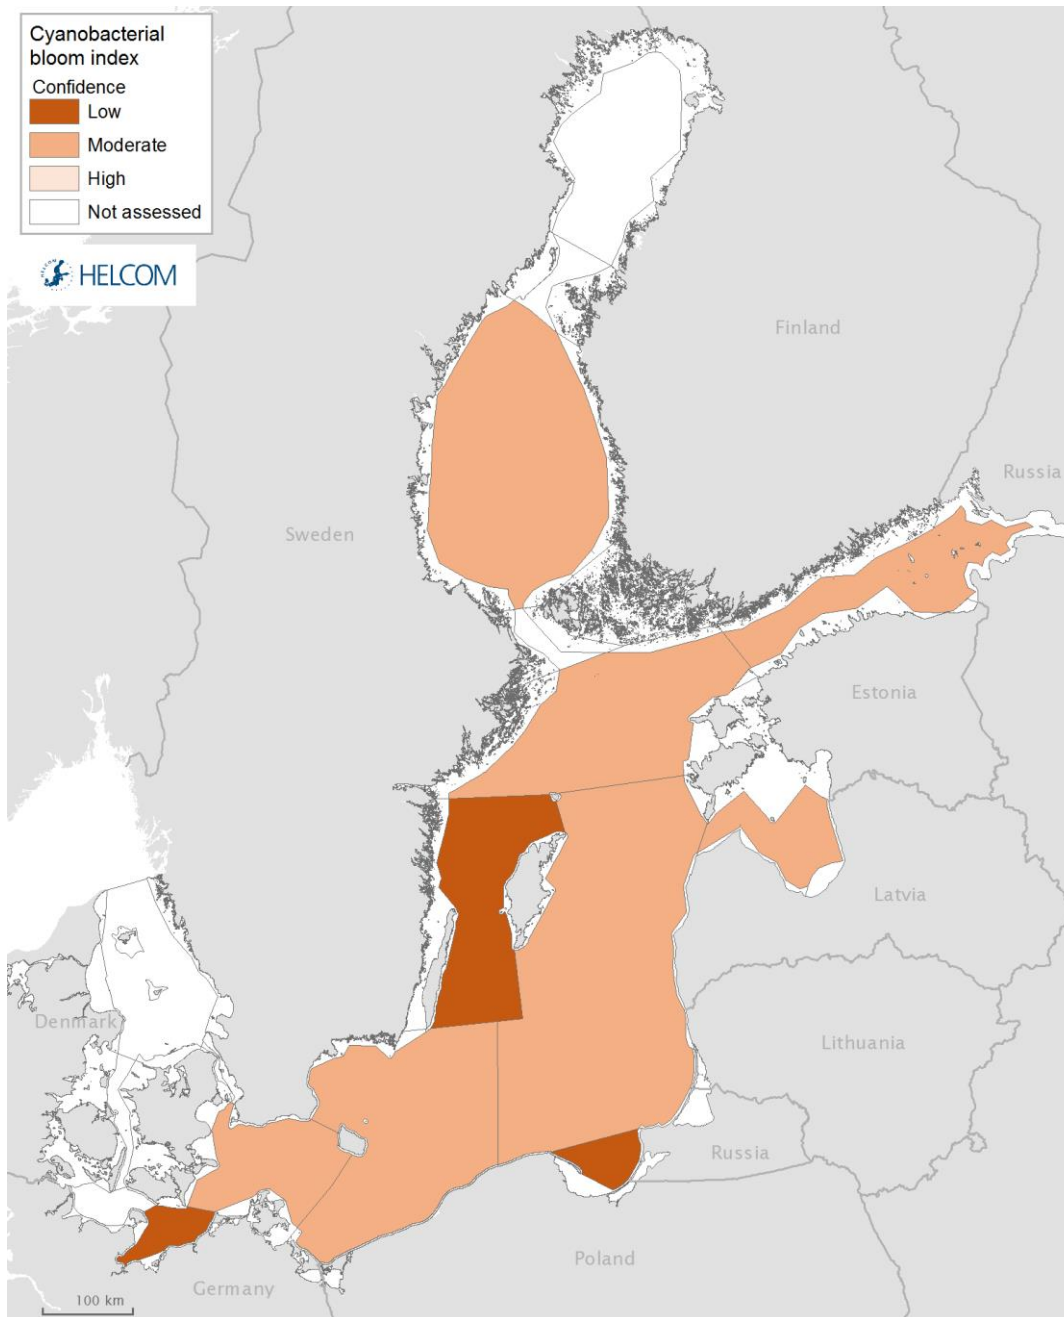 Cyanobacterial
bloom index
Confidence
Low
Moderate
High
Not assessed
HELCOM
HELCOM
Finland
Russia
Sweden
Estonia
Latvia
Denmark
Lithuania
Russia
Poland
Germany
100 km